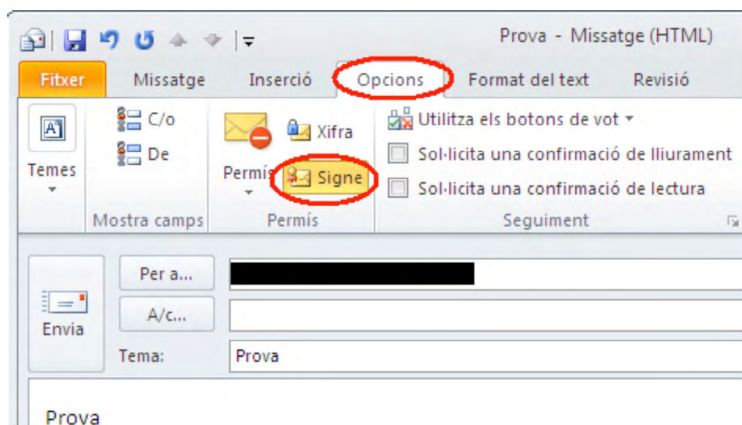 Prova - Missatge (HTML)
Fitxer Missatge Inserció Opcions Format del text Revisió
C/o Xifra Utilitza els botons de vot
De Sol·licita una confirmació de lliurament
Temes Permís Signe Sol·licita una confirmació de lectura
Mostra camps Permís Seguiment
Per a...
A/c...
Envia
Tema: Prova
Prova